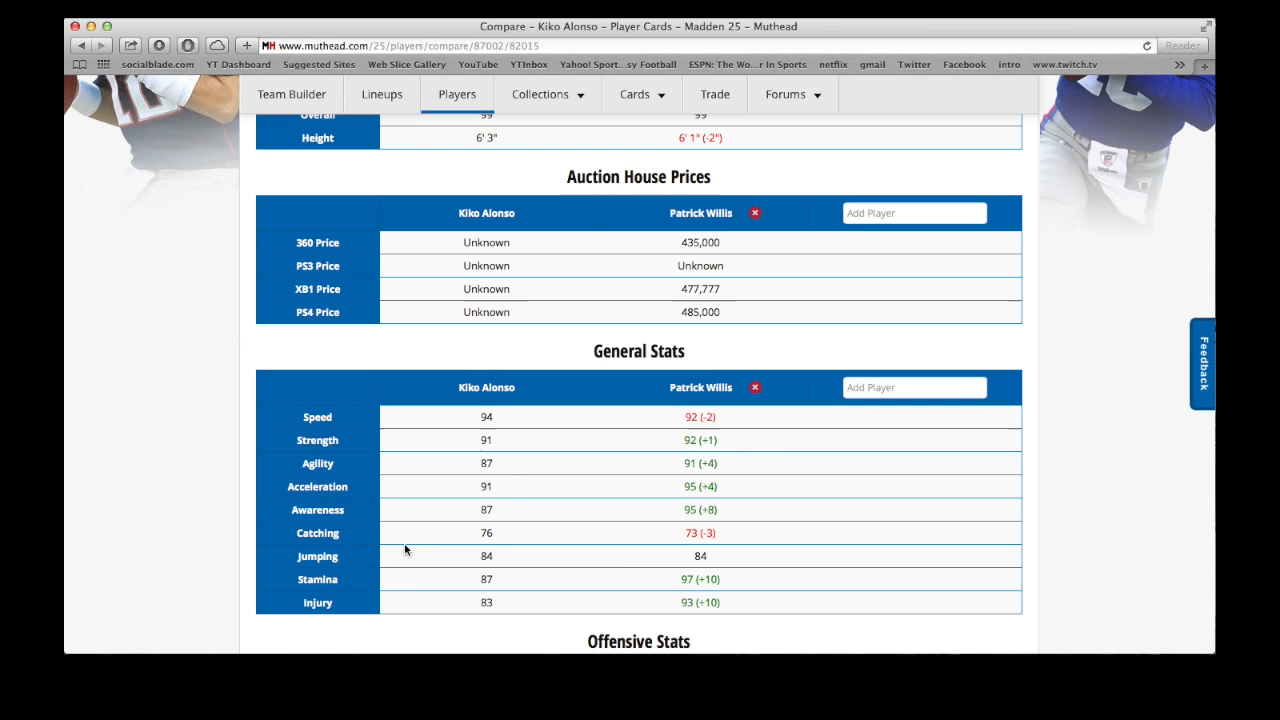 Compare – Kiko Alonso – Player Cards – Madden 25 – Muthead
MH www.muthead.com/25/players/compare/87002/82015 Reader
socialblade.com YT Dashboard Suggested Sites Web Slice Gallery YouTube YTInbox Yahoo! Sport...sy Football ESPN: The Wo...r In Sports netflix gmail Twitter Facebook intro www.twitch.tv
Team Builder Lineups Players Collections Cards Trade Forums
Overall 99 99
Height 6' 3" 6' 1" (-2")
Auction House Prices
Kiko Alonso Patrick Willis Add Player
360 Price Unknown 435,000
PS3 Price Unknown Unknown
XB1 Price Unknown 477,777
PS4 Price Unknown 485,000
General Stats
Kiko Alonso Patrick Willis Add Player
Speed 94 92 (-2)
Strength 91 92 (+1)
Agility 87 91 (+4)
Acceleration 91 95 (+4)
Awareness 87 95 (+8)
Catching 76 73 (-3)
Jumping 84 84
Stamina 87 97 (+10)
Injury 83 93 (+10)
Offensive Stats
Feedback